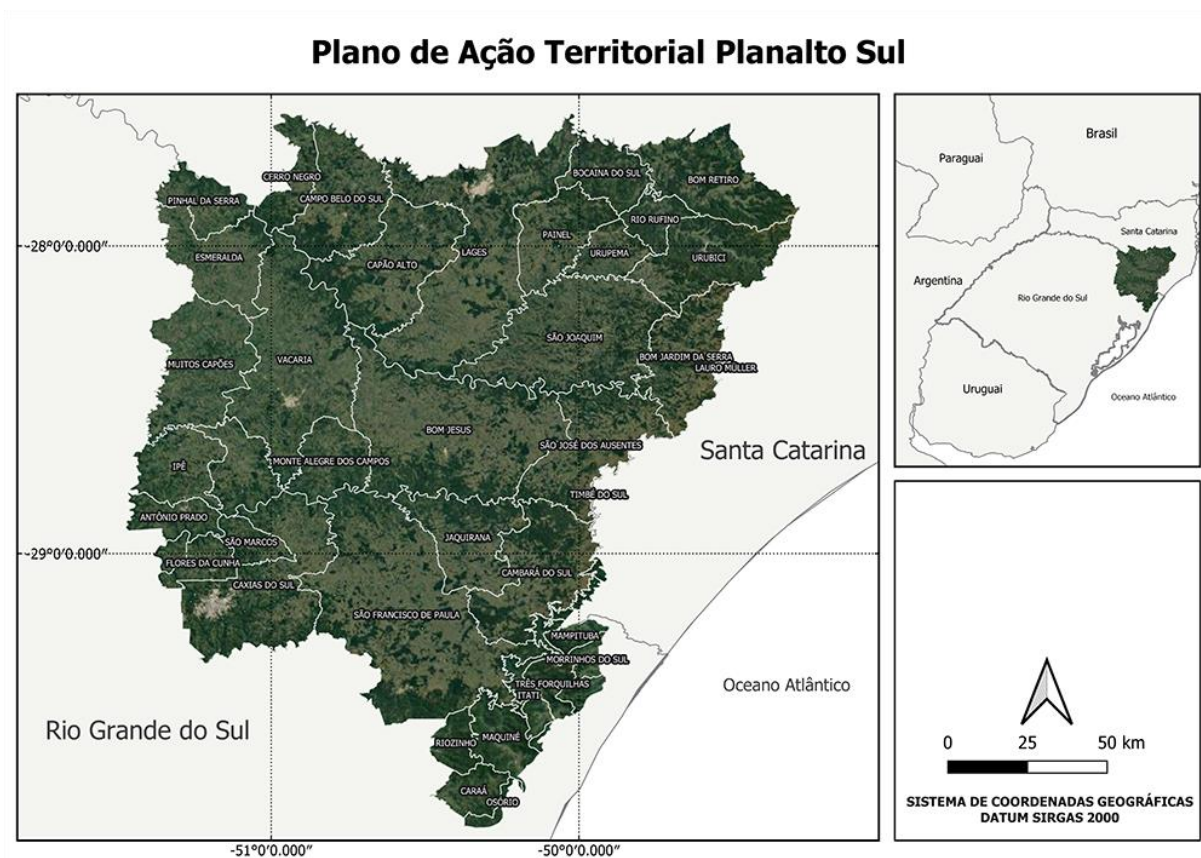 Plano de Ação Territorial Planalto Sul
CERRO NEGRO
BOCAINA DO SUL
BOM RETIRO
PINHAL DA SERRA
CAMPO BELO DO SUL
RIO RUFINO
PAINEL
-28°0'0.000"
ESMERALDA
CAPÃO ALTO
LAGES
URUPEMA
URUBICI
SÃO JOAQUIM
MUITOS CAPÕES
VACARIA
BOM JARDIM DA SERRA
LAURO MÜLLER
BOM JESUS
SÃO JOSÉ DOS AUSENTES
Santa Catarina
IPÊ
MONTE ALEGRE DOS CAMPOS
TIMBÉ DO SUL
ANTÔNIO PRADO
SÃO MARCOS
JAQUIRANA
-29°0'0.000"
FLORES DA CUNHA
CAMBARÁ DO SUL
CAXIAS DO SUL
SÃO FRANCISCO DE PAULA
MAMPITUBA
MORRINHOS DO SUL
TRÊS FORQUILHAS
ITATI
Oceano Atlântico
Rio Grande do Sul
RIOZINHO
MAQUINÉ
CARAÁ
OSÓRIO
-51°0'0.000"
-50°0'0.000"
Brasil
Paraguai
Santa Catarina
Argentina
Rio Grande do Sul
Uruguai
Oceano Atlântico
0 25 50 km
SISTEMA DE COORDENADAS GEOGRÁFICAS
DATUM SIRGAS 2000